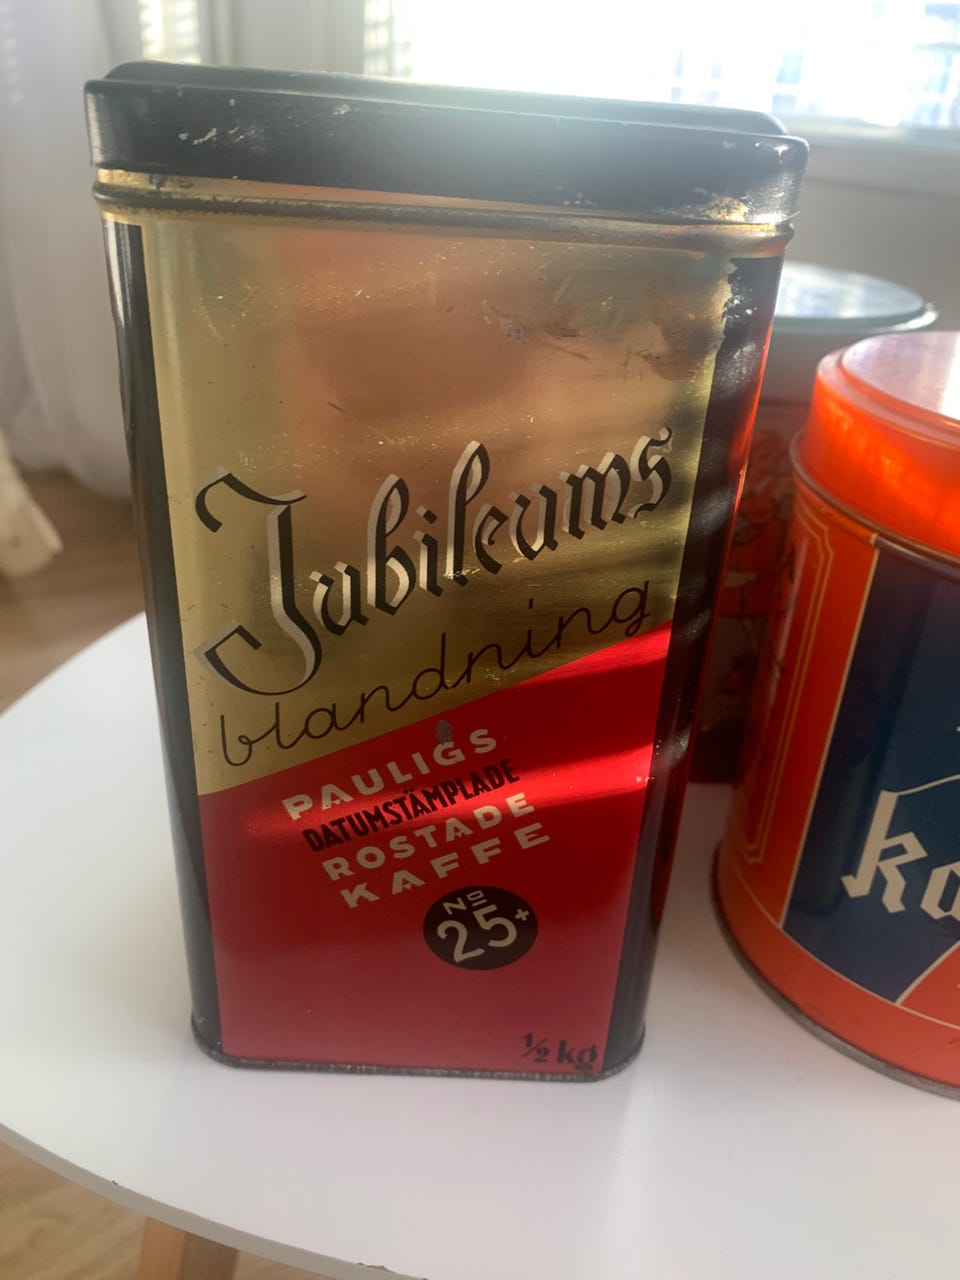 Jubileums
blandning
PAULIGS
DATUMSTÄMPLADE
ROSTADE
KAFFE
No
25+
1/2 kg